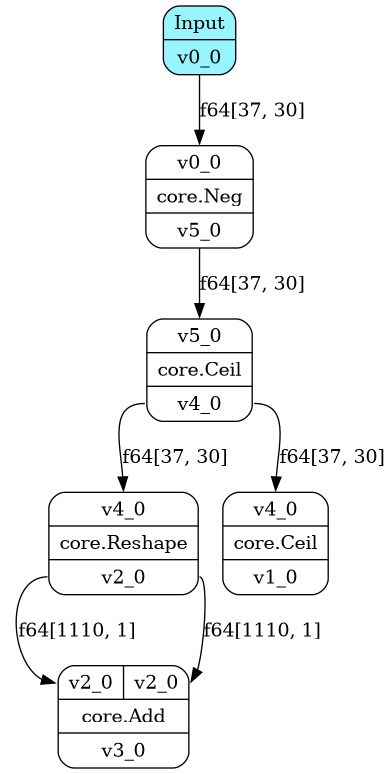 Input
v0_0
f64[37, 30]
v0_0
core.Neg
v5_0
f64[37, 30]
v5_0
core.Ceil
v4_0
f64[37, 30]
f64[37, 30]
v4_0
core.Reshape
v2_0
v4_0
core.Ceil
v1_0
f64[1110, 1]
f64[1110, 1]
v2_0 v2_0
core.Add
v3_0